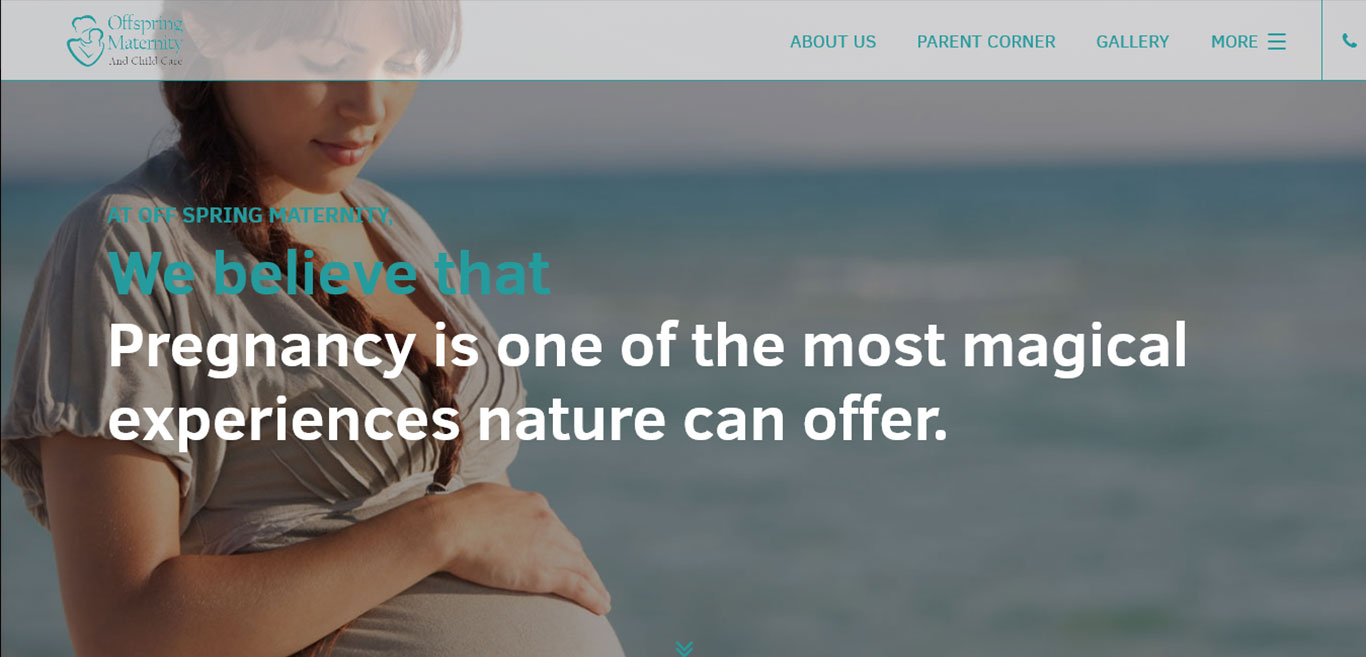 Offspring
Maternity
And Child Care
ABOUT US
PARENT CORNER
GALLERY
MORE
AT OFF SPRING MATERNITY,
We believe that
Pregnancy is one of the most magical
experiences nature can offer.